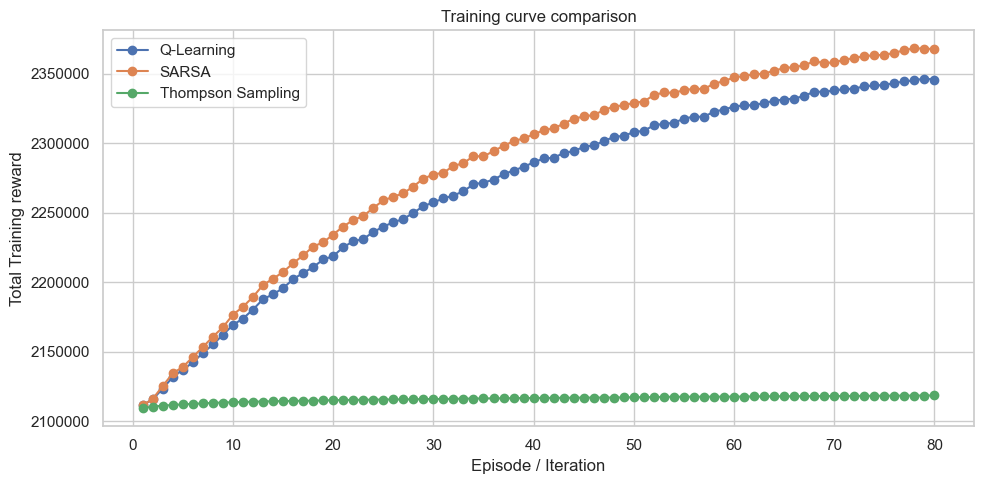 Training curve comparison
Q-Learning
SARSA
Thompson Sampling
Total Training reward
2350000
2300000
2250000
2200000
2150000
2100000
0 10 20 30 40 50 60 70 80
Episode / Iteration